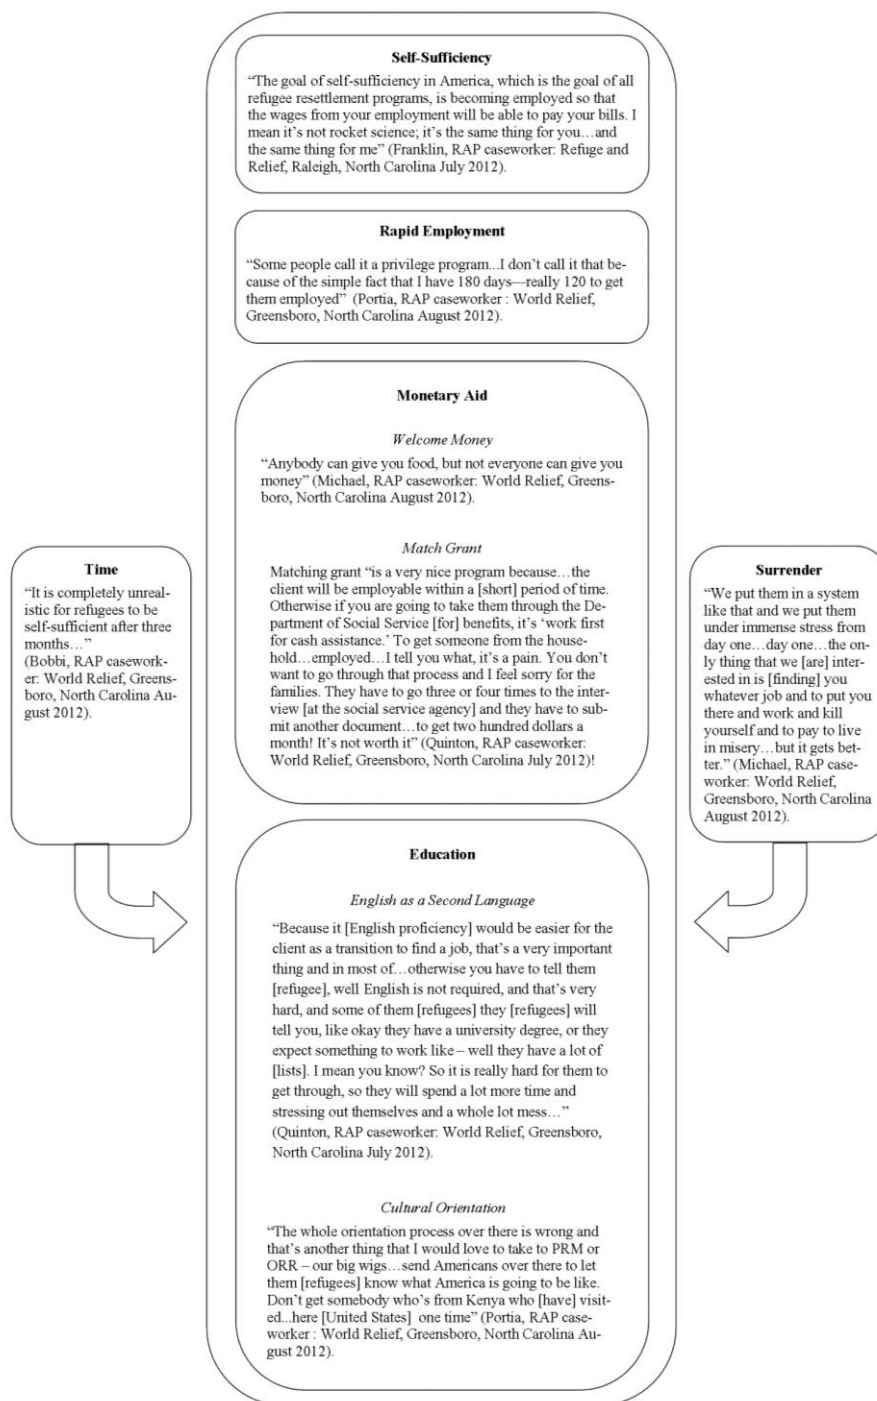 Self-Sufficiency
“The goal of self-sufficiency in America, which is the goal of all
refugee resettlement programs, is becoming employed so that
the wages from your employment will be able to pay your bills. I
mean it’s not rocket science; it’s the same thing for you…and
the same thing for me” (Franklin, RAP caseworker: Refuge and
Relief, Raleigh, North Carolina July 2012).
Rapid Employment
“Some people call it a privilege program...I don’t call it that be-
cause of the simple fact that I have 180 days—really 120 to get
them employed” (Portia, RAP caseworker : World Relief,
Greensboro, North Carolina August 2012).
Monetary Aid
Welcome Money
“Anybody can give you food, but not everyone can give you
money” (Michael, RAP caseworker: World Relief, Greens-
boro, North Carolina August 2012).
Match Grant
Matching grant “is a very nice program because…the
client will be employable within a [short] period of time.
Otherwise if you are going to take them through the De-
partment of Social Service [for] benefits, it’s ‘work first
for cash assistance.’ To get someone from the house-
hold…employed…I tell you what, it’s a pain. You don’t
want to go through that process and I feel sorry for the
families. They have to go three or four times to the inter-
view [at the social service agency] and they have to sub-
mit another document…to get two hundred dollars a
month! It’s not worth it” (Quinton, RAP caseworker:
World Relief, Greensboro, North Carolina July 2012)!
Time
“It is completely unreal-
istic for refugees to be
self-sufficient after three
months…”
(Bobbi, RAP casework-
er: World Relief, Greens-
boro, North Carolina Au-
gust 2012).
Surrender
“We put them in a system
like that and we put them
under immense stress from
day one…day one…the on-
ly thing that we [are] inter-
ested in is [finding] you
whatever job and to put you
there and work and kill
yourself and to pay to live
in misery…but it gets bet-
ter.” (Michael, RAP case-
worker: World Relief,
Greensboro, North Carolina
August 2012).
Education
English as a Second Language
“Because it [English proficiency] would be easier for the
client as a transition to find a job, that’s a very important
thing and in most of…otherwise you have to tell them
[refugee], well English is not required, and that’s very
hard, and some of them [refugees] they [refugees] will
tell you, like okay they have a university degree, or they
expect something to work like – well they have a lot of
[lists]. I mean you know? So it is really hard for them to
get through, so they will spend a lot more time and
stressing out themselves and a whole lot mess…”
(Quinton, RAP caseworker: World Relief, Greensboro,
North Carolina July 2012).
Cultural Orientation
“The whole orientation process over there is wrong and
that’s another thing that I would love to take to PRM or
ORR – our big wigs…send Americans over there to let
them [refugees] know what America is going to be like.
Don’t get somebody who’s from Kenya who [have] visit-
ed...here [United States]  one time” (Portia, RAP case-
worker : World Relief, Greensboro, North Carolina Au-
gust 2012).